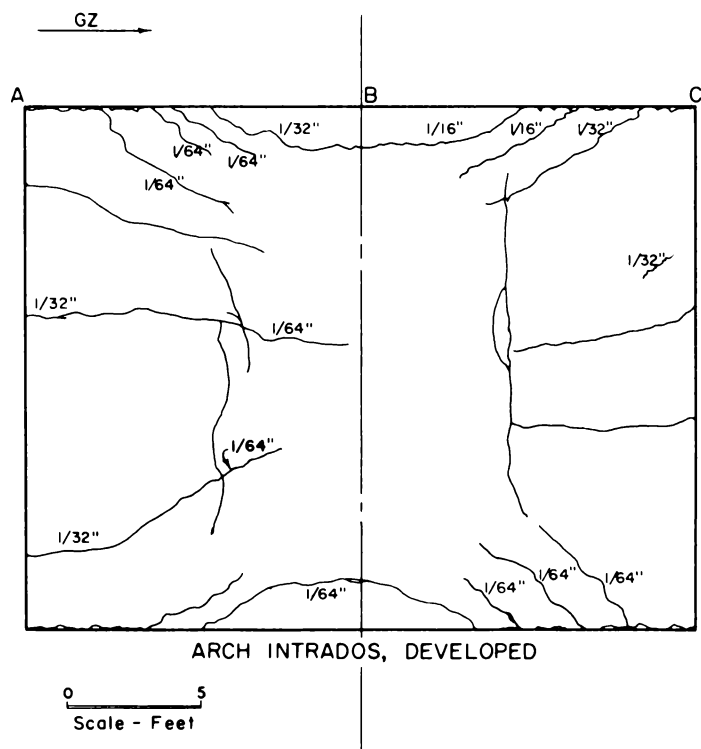 GZ
A B C
1/32" 1/16" 1/16" 1/32"
1/64" 1/64"
1/64"
1/32"
1/32" 1/64"
1/64"
1/32"
1/64" 1/64" 1/64" 1/64"
ARCH INTRADOS, DEVELOPED
0 5
Scale - Feet